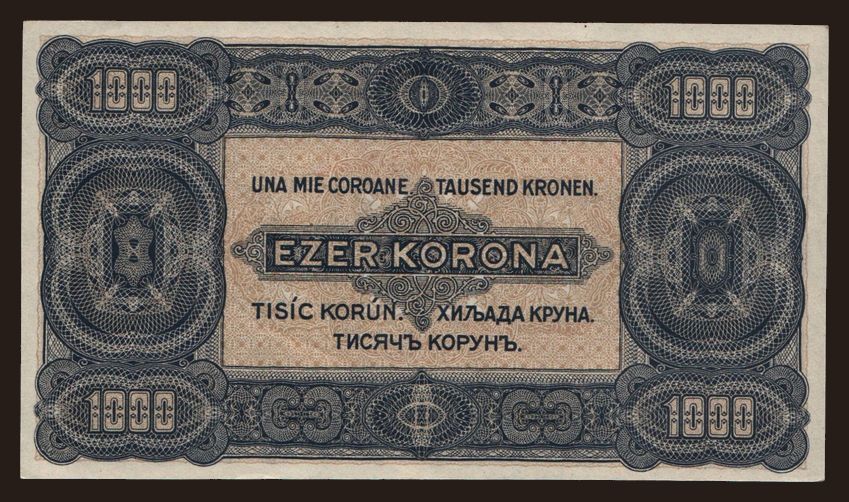 1000 1000
UNA MIE COROANE TAUSEND KRONEN.
EZER KORONA
TISÍC KORÚN. ХИЉАДА КРУНА.
ТИСЯЧЪ КОРУНЪ.
1000 1000